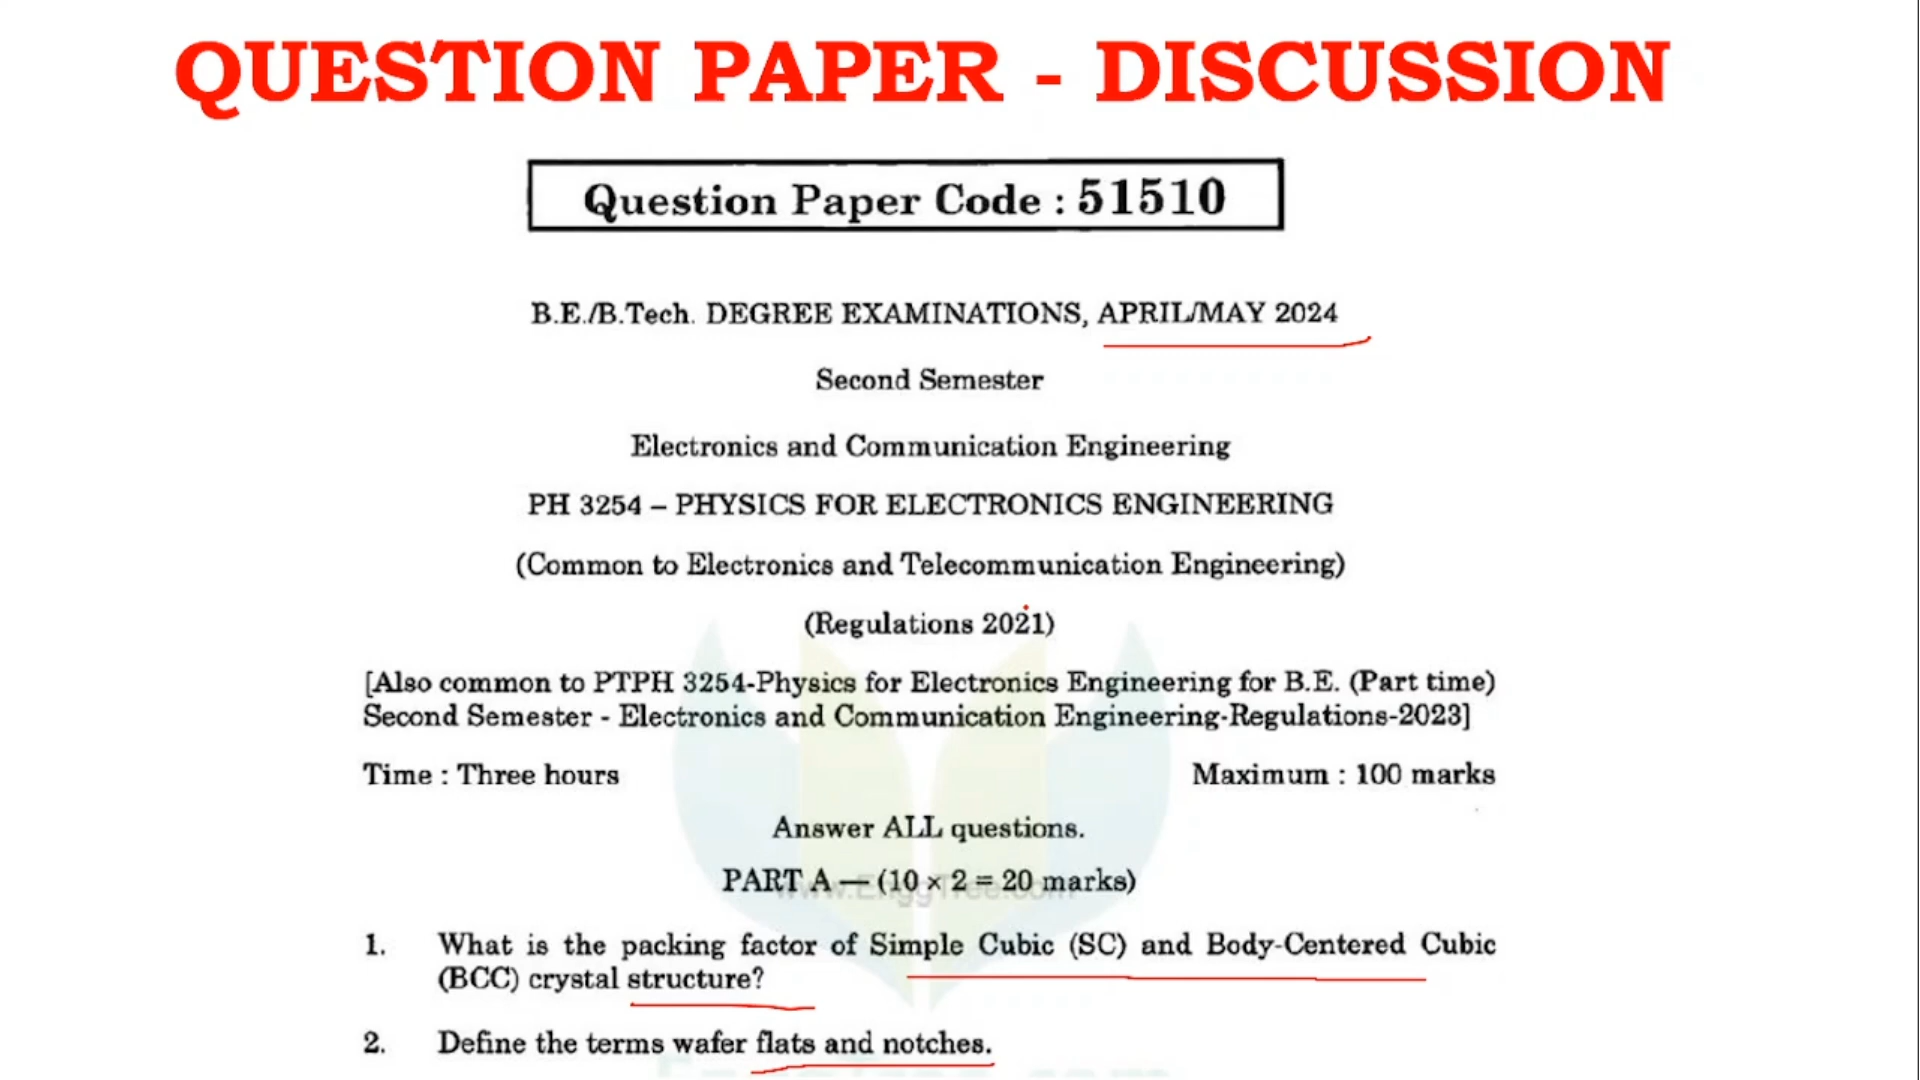 QUESTION PAPER - DISCUSSION
Question Paper Code : 51510
B.E./B.Tech. DEGREE EXAMINATIONS, APRIL/MAY 2024
Second Semester
Electronics and Communication Engineering
PH 3254 – PHYSICS FOR ELECTRONICS ENGINEERING
(Common to Electronics and Telecommunication Engineering)
(Regulations 2021)
[Also common to PTPH 3254-Physics for Electronics Engineering for B.E. (Part time)
Second Semester - Electronics and Communication Engineering-Regulations-2023]
Time : Three hours Maximum : 100 marks
Answer ALL questions.
PART A — (10 × 2 = 20 marks)
www.EnggTree.com
1. What is the packing factor of Simple Cubic (SC) and Body-Centered Cubic
(BCC) crystal structure?
2. Define the terms wafer flats and notches.